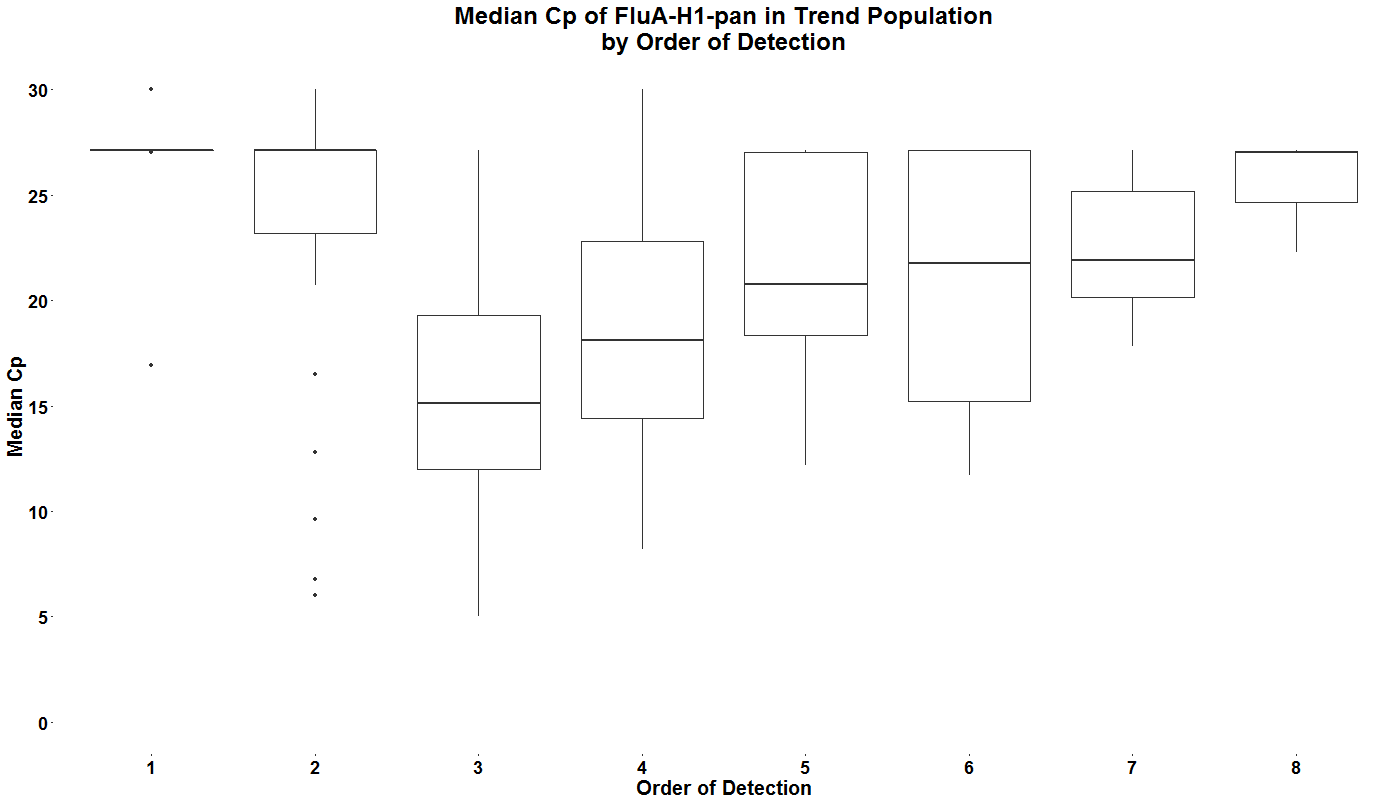 Median Cp of FluA-H1-pan in Trend Population
by Order of Detection
Median Cp
30
25
20
15
10
5
0
1 2 3 4 5 6 7 8
Order of Detection